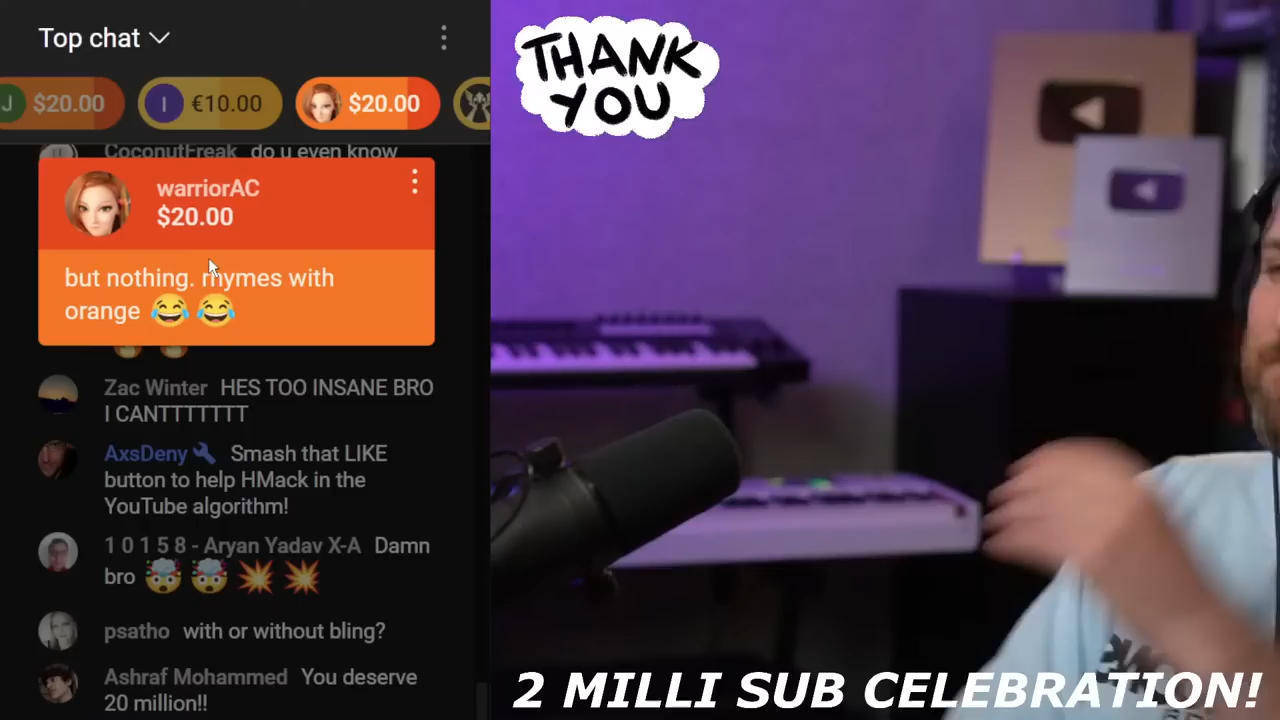 Top chat
J $20.00
I €10.00
$20.00
CoconutFreak do u even know
warriorAC
$20.00
but nothing. rhymes with
orange 😂 😂
Zac Winter HES TOO INSANE BRO
I CANTTTTTTT
AxsDeny Smash that LIKE
button to help HMack in the
YouTube algorithm!
1 0 1 5 8 - Aryan Yadav X-A Damn
bro 🤯 🤯 💥 💥
psatho with or without bling?
Ashraf Mohammed You deserve
20 million!!
THANK
YOU
2 MILLI SUB CELEBRATION!